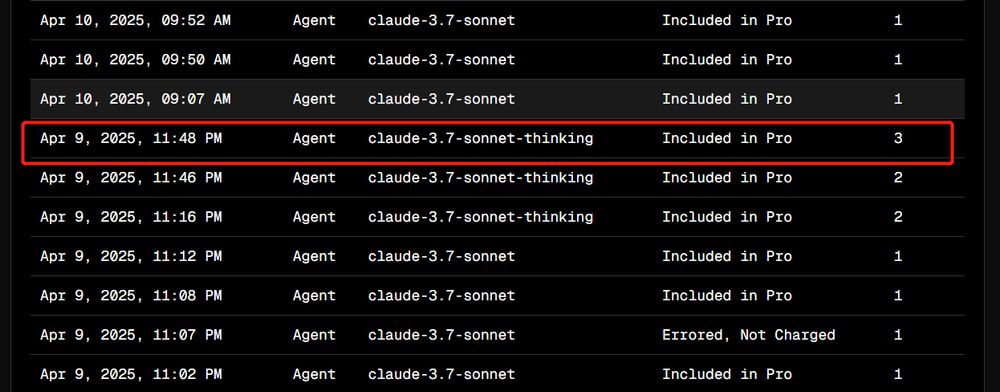 Apr 10, 2025, 09:52 AM Agent claude-3.7-sonnet Included in Pro 1
Apr 10, 2025, 09:50 AM Agent claude-3.7-sonnet Included in Pro 1
Apr 10, 2025, 09:07 AM Agent claude-3.7-sonnet Included in Pro 1
Apr 9, 2025, 11:48 PM Agent claude-3.7-sonnet-thinking Included in Pro 3
Apr 9, 2025, 11:46 PM Agent claude-3.7-sonnet-thinking Included in Pro 2
Apr 9, 2025, 11:16 PM Agent claude-3.7-sonnet-thinking Included in Pro 2
Apr 9, 2025, 11:12 PM Agent claude-3.7-sonnet Included in Pro 1
Apr 9, 2025, 11:08 PM Agent claude-3.7-sonnet Included in Pro 1
Apr 9, 2025, 11:07 PM Agent claude-3.7-sonnet Errored, Not Charged 1
Apr 9, 2025, 11:02 PM Agent claude-3.7-sonnet Included in Pro 1